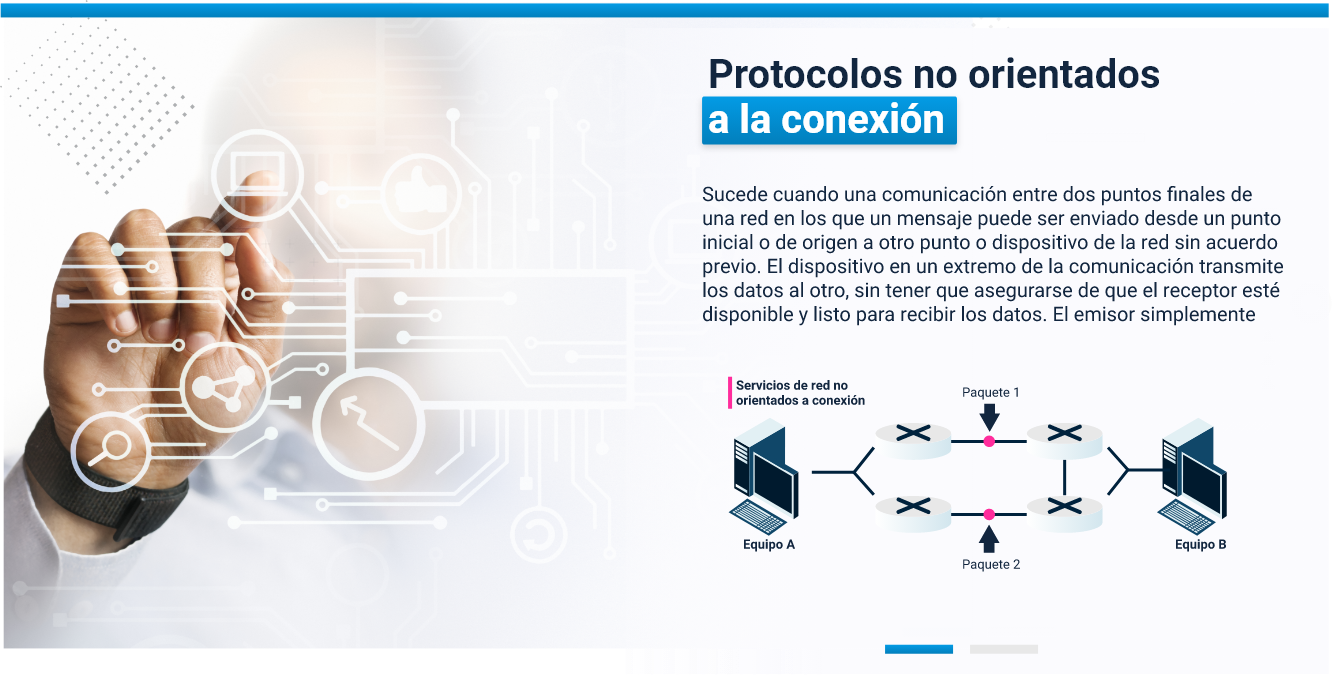 Protocolos no orientados
a la conexión
Sucede cuando una comunicación entre dos puntos finales de
una red en los que un mensaje puede ser enviado desde un punto
inicial o de origen a otro punto o dispositivo de la red sin acuerdo
previo. El dispositivo en un extremo de la comunicación transmite
los datos al otro, sin tener que asegurarse de que el receptor esté
disponible y listo para recibir los datos. El emisor simplemente
Servicios de red no
orientados a conexión
Paquete 1
Equipo A
Equipo B
Paquete 2